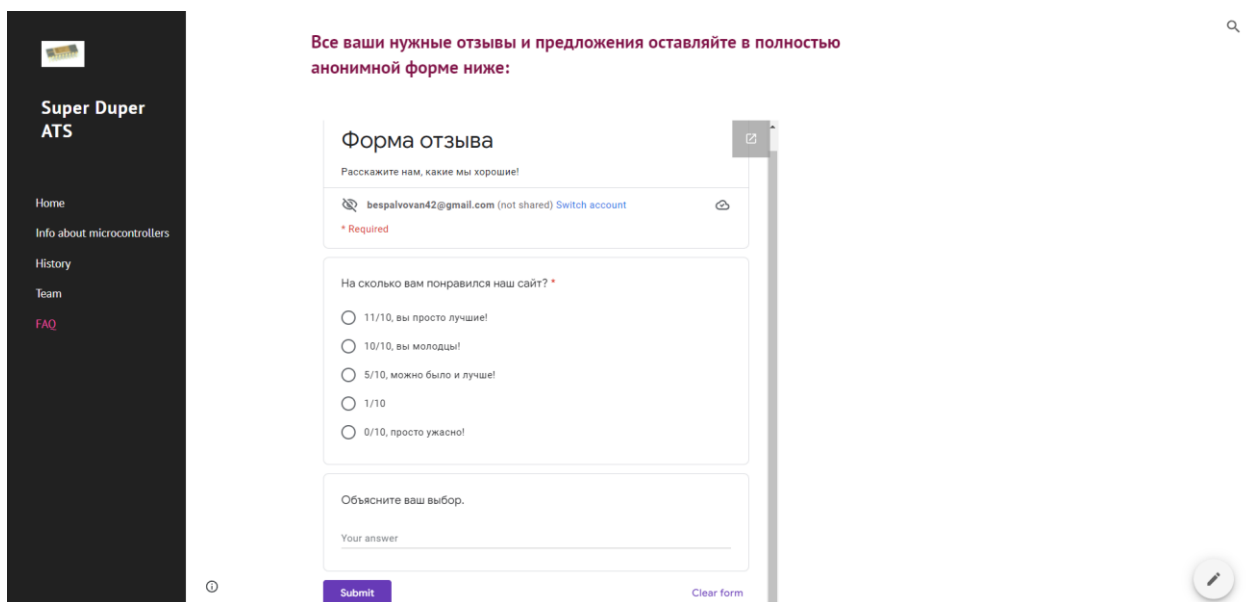 Super Duper
ATS
Home
Info about microcontrollers
History
Team
FAQ
Все ваши нужные отзывы и предложения оставляйте в полностью
анонимной форме ниже:
Форма отзыва
Расскажите нам, какие мы хорошие!
bespalvovan42@gmail.com (not shared) Switch account
* Required
На сколько вам понравился наш сайт? *
11/10, вы просто лучшие!
10/10, вы молодцы!
5/10, можно было и лучше!
1/10
0/10, просто ужасно!
Объясните ваш выбор.
Your answer
Submit
Clear form